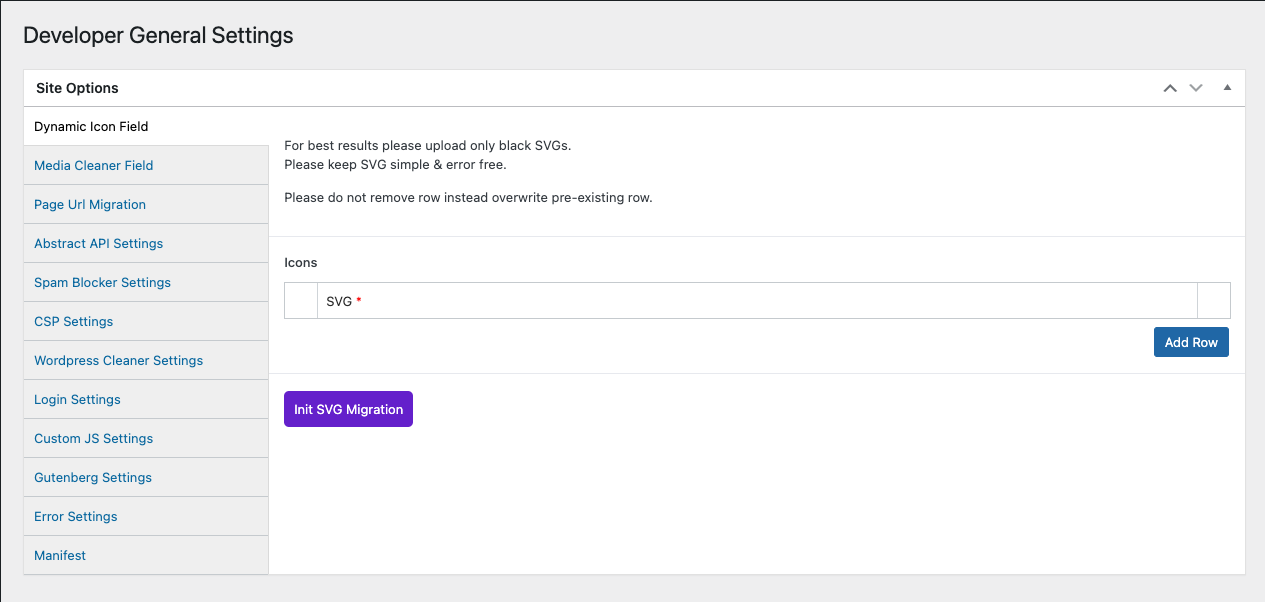 Developer General Settings
Site Options
Dynamic Icon Field
Media Cleaner Field
Page Url Migration
Abstract API Settings
Spam Blocker Settings
CSP Settings
Wordpress Cleaner Settings
Login Settings
Custom JS Settings
Gutenberg Settings
Error Settings
Manifest
For best results please upload only black SVGs.
Please keep SVG simple & error free.
Please do not remove row instead overwrite pre-existing row.
Icons
SVG *
Add Row
Init SVG Migration